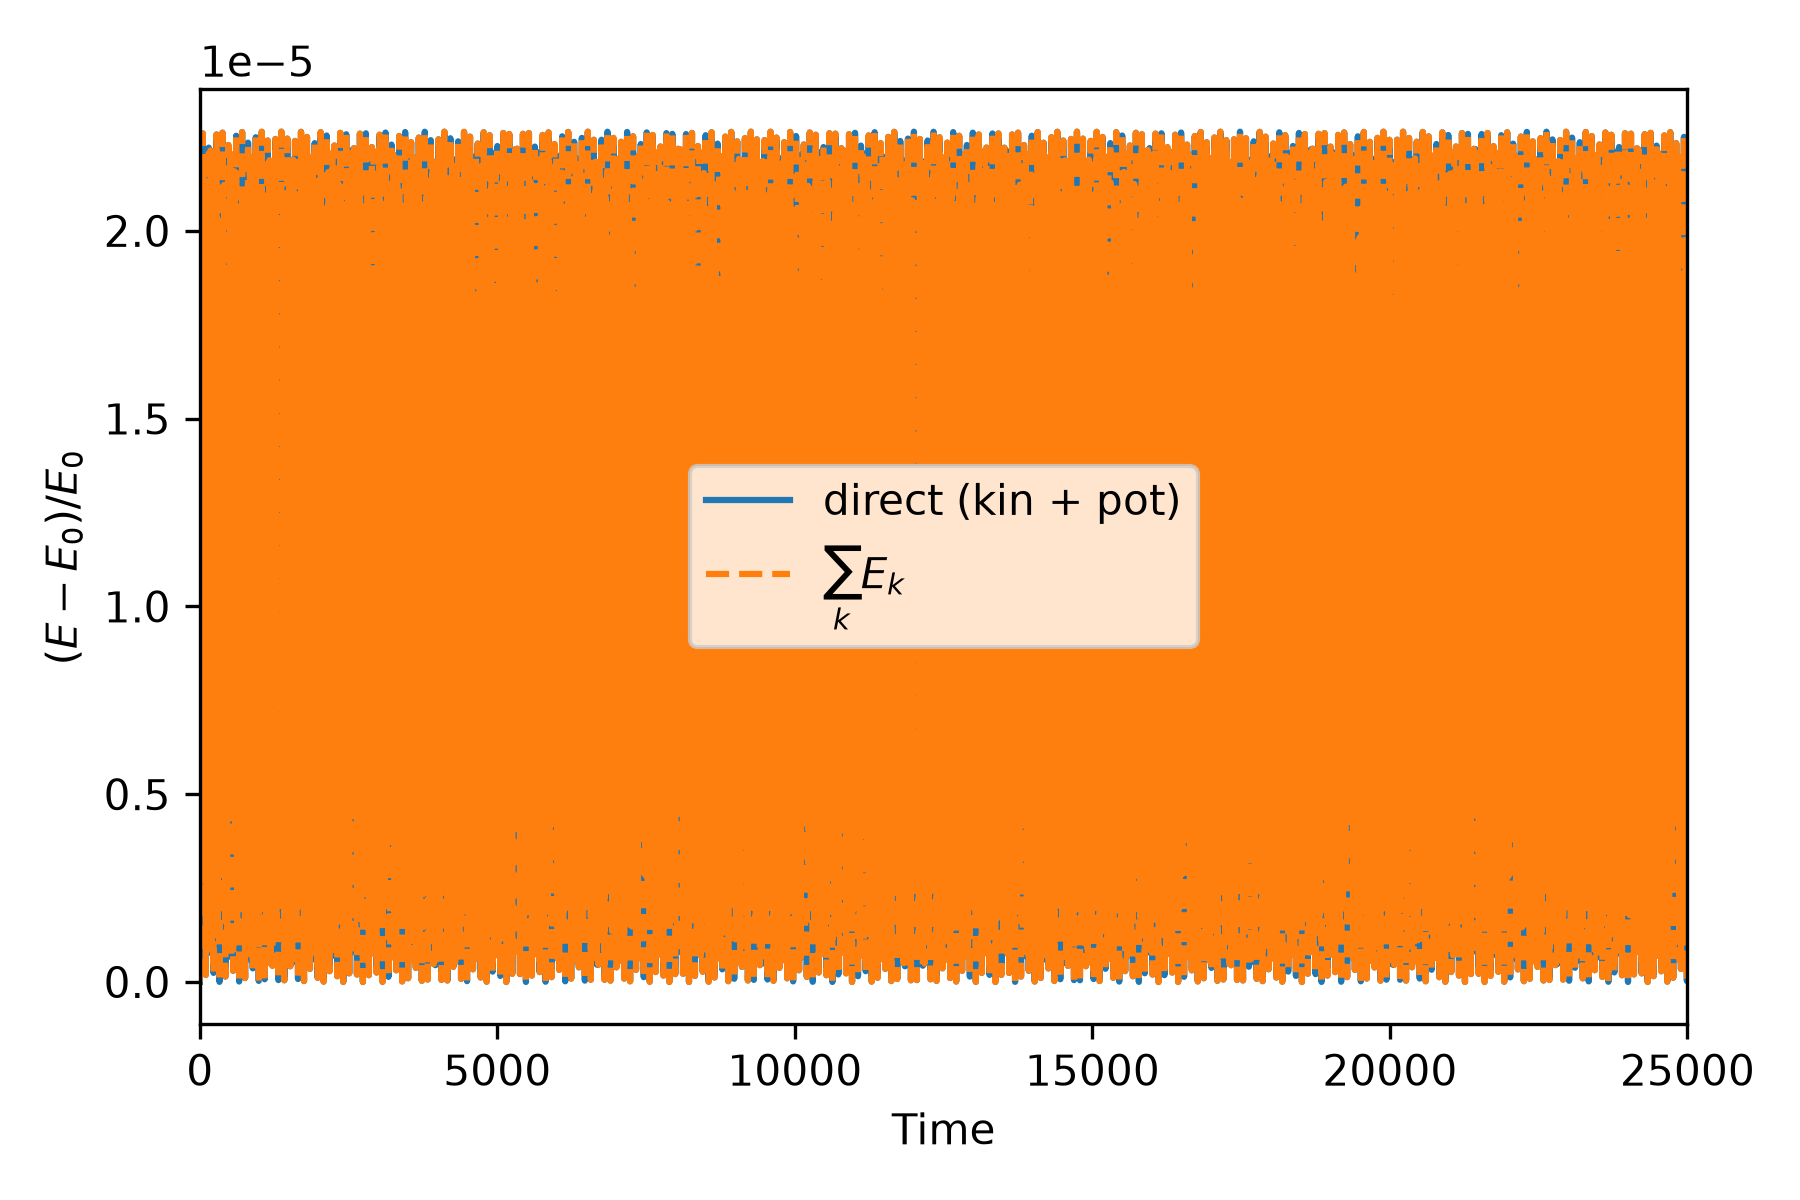 1e−5
2.0
1.5
1.0
0.5
0.0
(E − E₀)/E₀
direct (kin + pot)
∑ₖ Eₖ
0 5000 10000 15000 20000 25000
Time